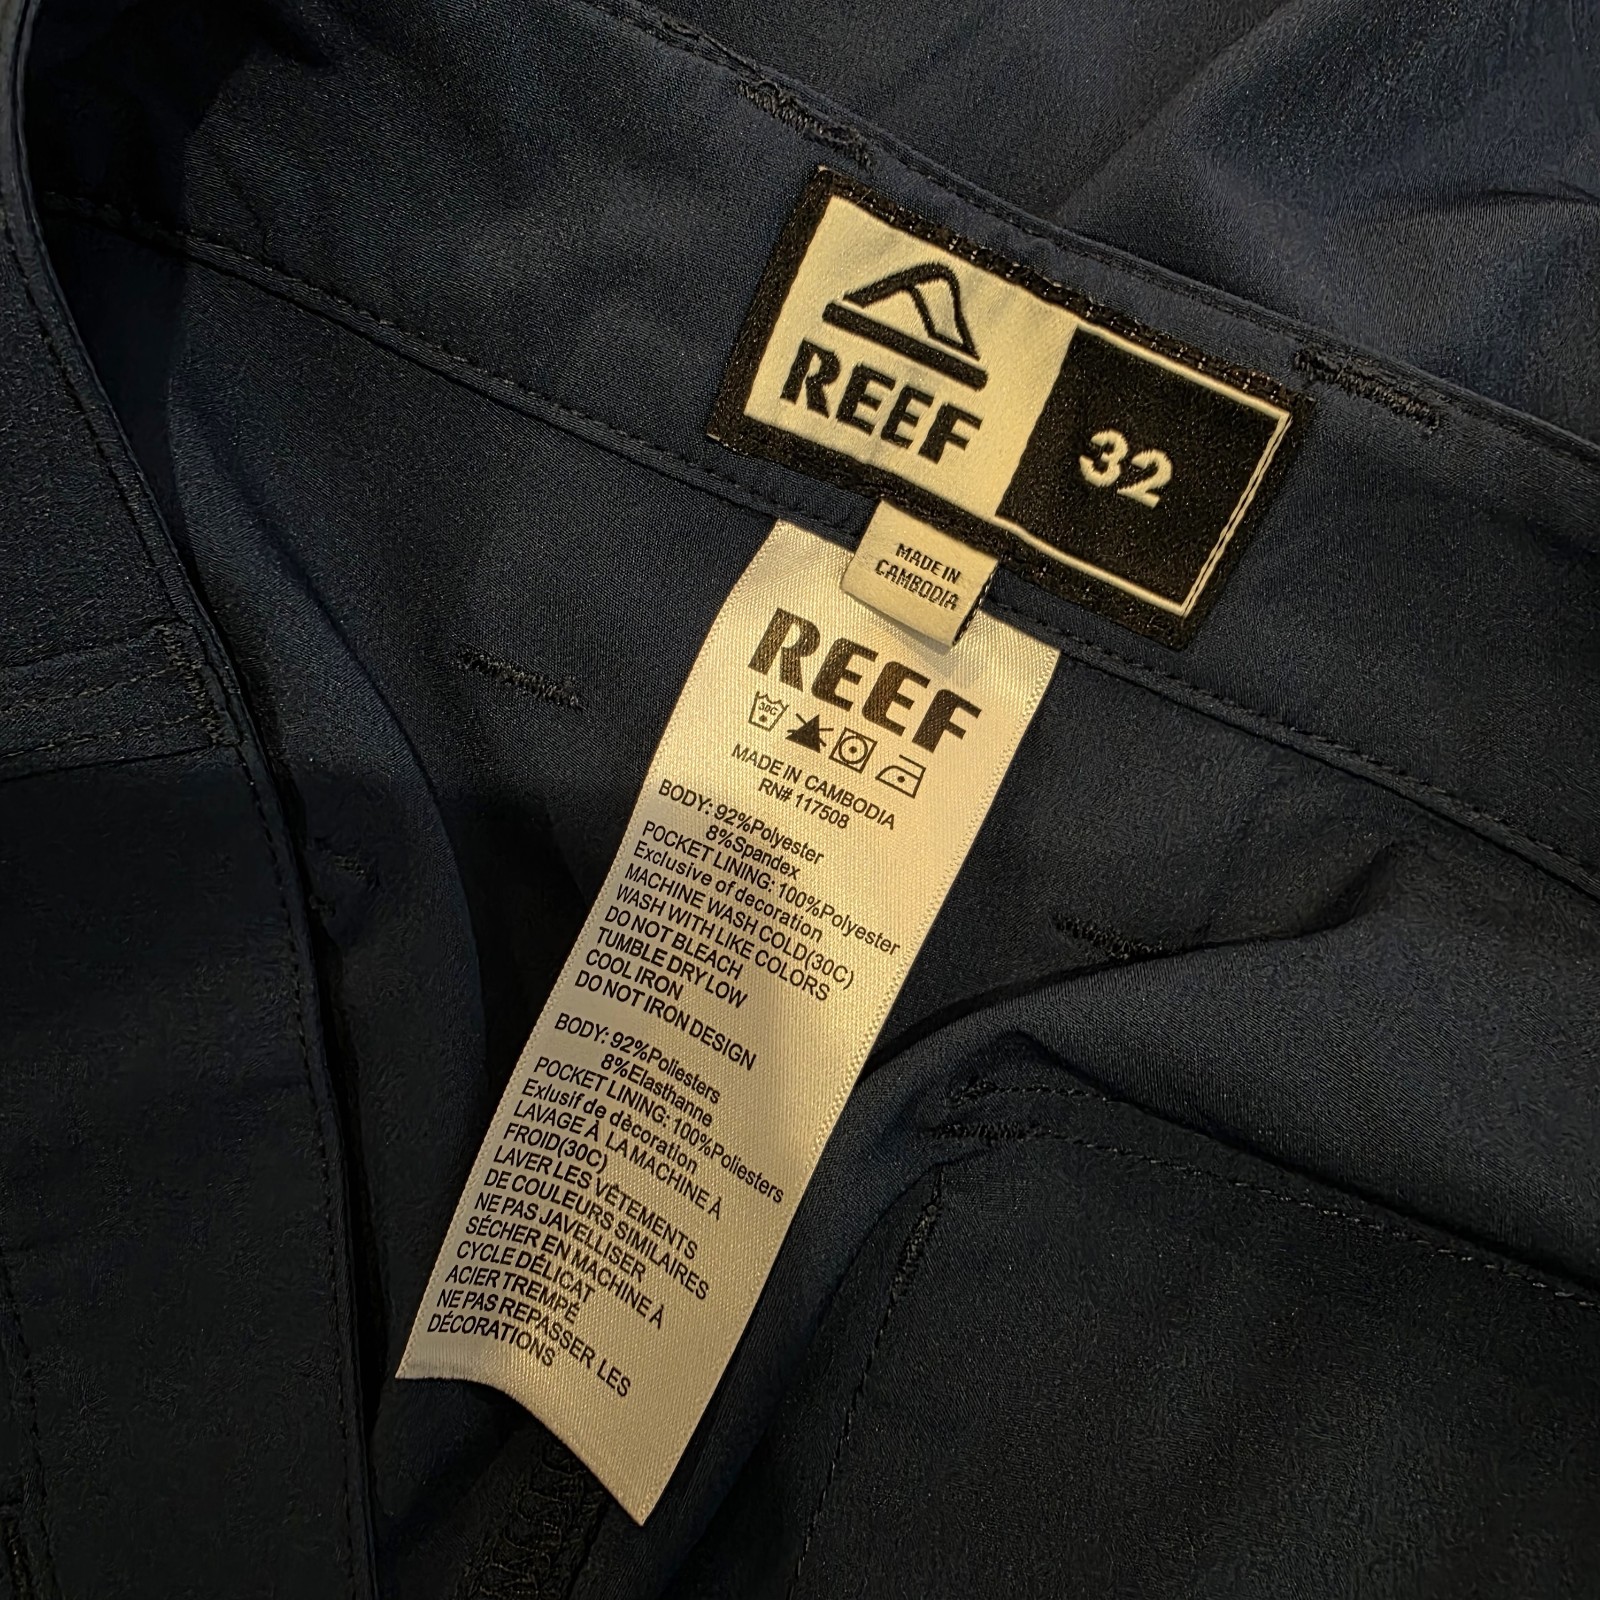 REEF
32
MADE IN
CAMBODIA
REEF
30C
MADE IN CAMBODIA
RN# 117508
BODY: 92%Polyester
8%Spandex
POCKET LINING: 100%Polyester
Exclusive of decoration
MACHINE WASH COLD(30C)
WASH WITH LIKE COLORS
DO NOT BLEACH
TUMBLE DRY LOW
COOL IRON
DO NOT IRON DESIGN
BODY: 92%Poliesters
8%Elasthanne
POCKET LINING: 100%Poliesters
Exlusif de dècoration
LAVAGE À LA MACHINE À
FROID(30C)
LAVER LES VÊTEMENTS
DE COULEURS SIMILAIRES
NE PAS JAVELLISER
SÉCHER EN MACHINE À
CYCLE DÉLICAT
ACIER TREMPÉ
NE PAS REPASSER LES
DÉCORATIONS